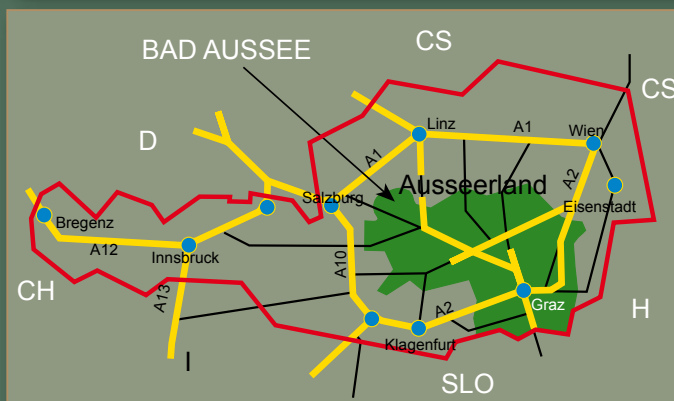 CS
BAD AUSSEE
CS
Linz
A1
Wien
D
A1
A2
Ausseerland
Salzburg
Eisenstadt
Bregenz
A12
Innsbruck
A10
CH
A13
A2
Graz
H
Klagenfurt
I
SLO